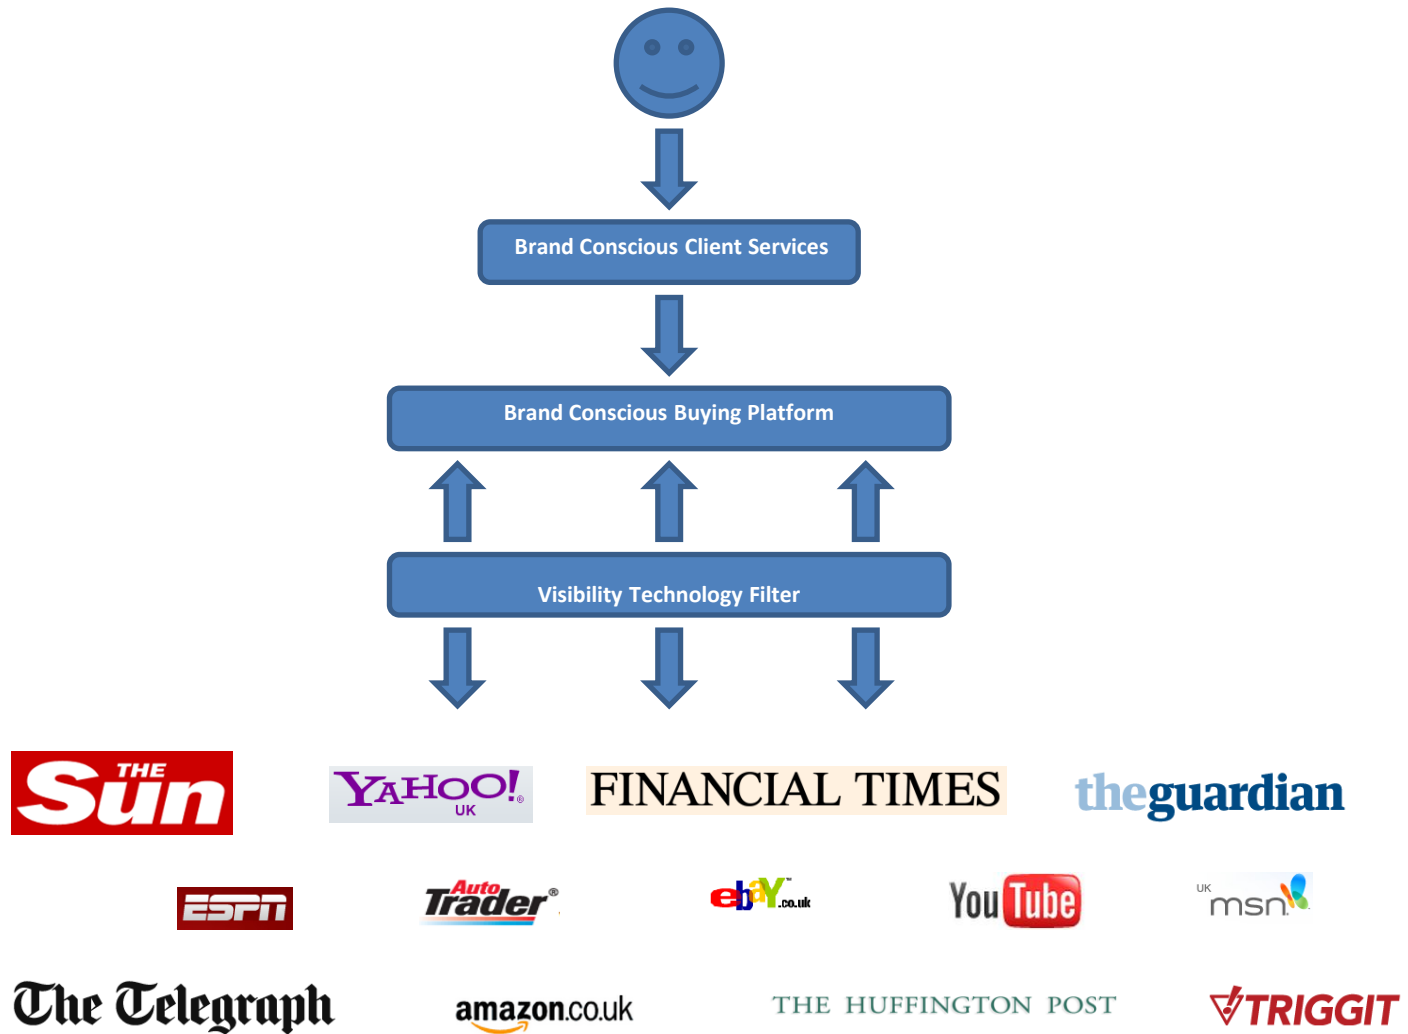 Brand Conscious Client Services
Brand Conscious Buying Platform
Visibility Technology Filter
THE Sun
YAHOO!® UK
FINANCIAL TIMES
theguardian
ESPN
Auto Trader®
ebaY™.co.uk
YouTube
UK msn
The Telegraph
amazon.co.uk
THE HUFFINGTON POST
TRIGGIT